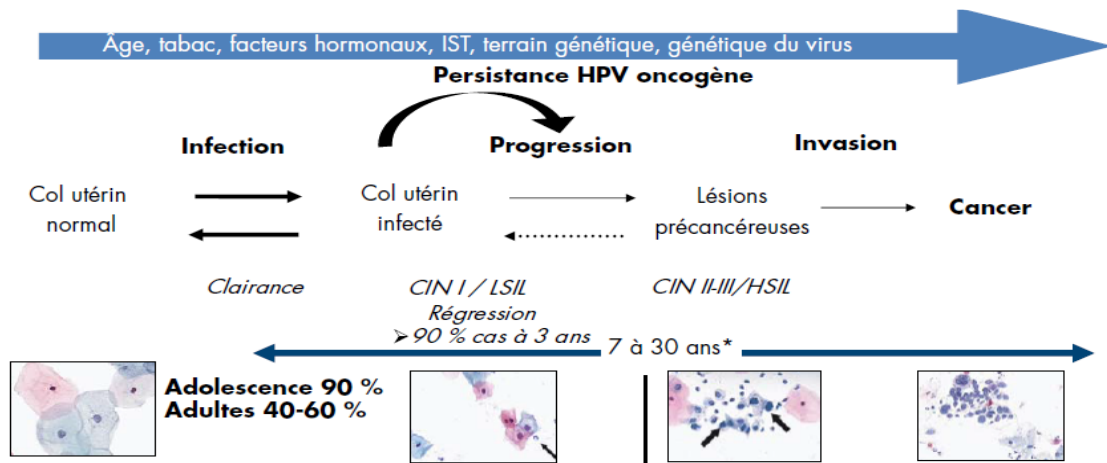 Âge, tabac, facteurs hormonaux, IST, terrain génétique, génétique du virus
Persistance HPV oncogène
Infection
Progression
Invasion
Col utérin
normal
Col utérin
infecté
Lésions
précancéreuses
Cancer
Clairance
CIN I / LSIL
Régression
➢ 90 % cas à 3 ans
CIN II-III/HSIL
7 à 30 ans*
Adolescence 90 %
Adultes 40-60 %